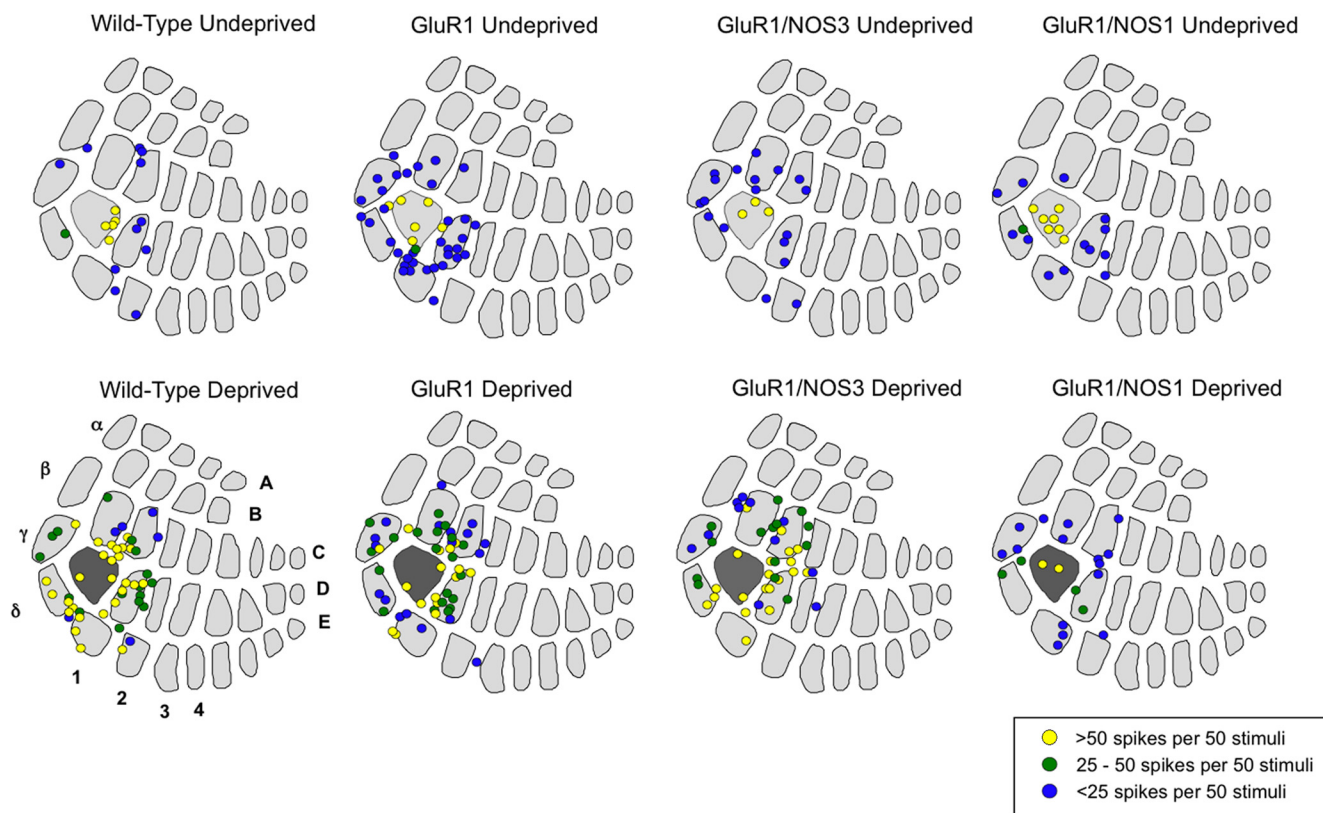 Wild-Type Undeprived
GluR1 Undeprived
GluR1/NOS3 Undeprived
GluR1/NOS1 Undeprived
Wild-Type Deprived
GluR1 Deprived
GluR1/NOS3 Deprived
GluR1/NOS1 Deprived
α
β
A
B
γ
C
D
δ
E
1
2
3
4
>50 spikes per 50 stimuli
25 - 50 spikes per 50 stimuli
<25 spikes per 50 stimuli